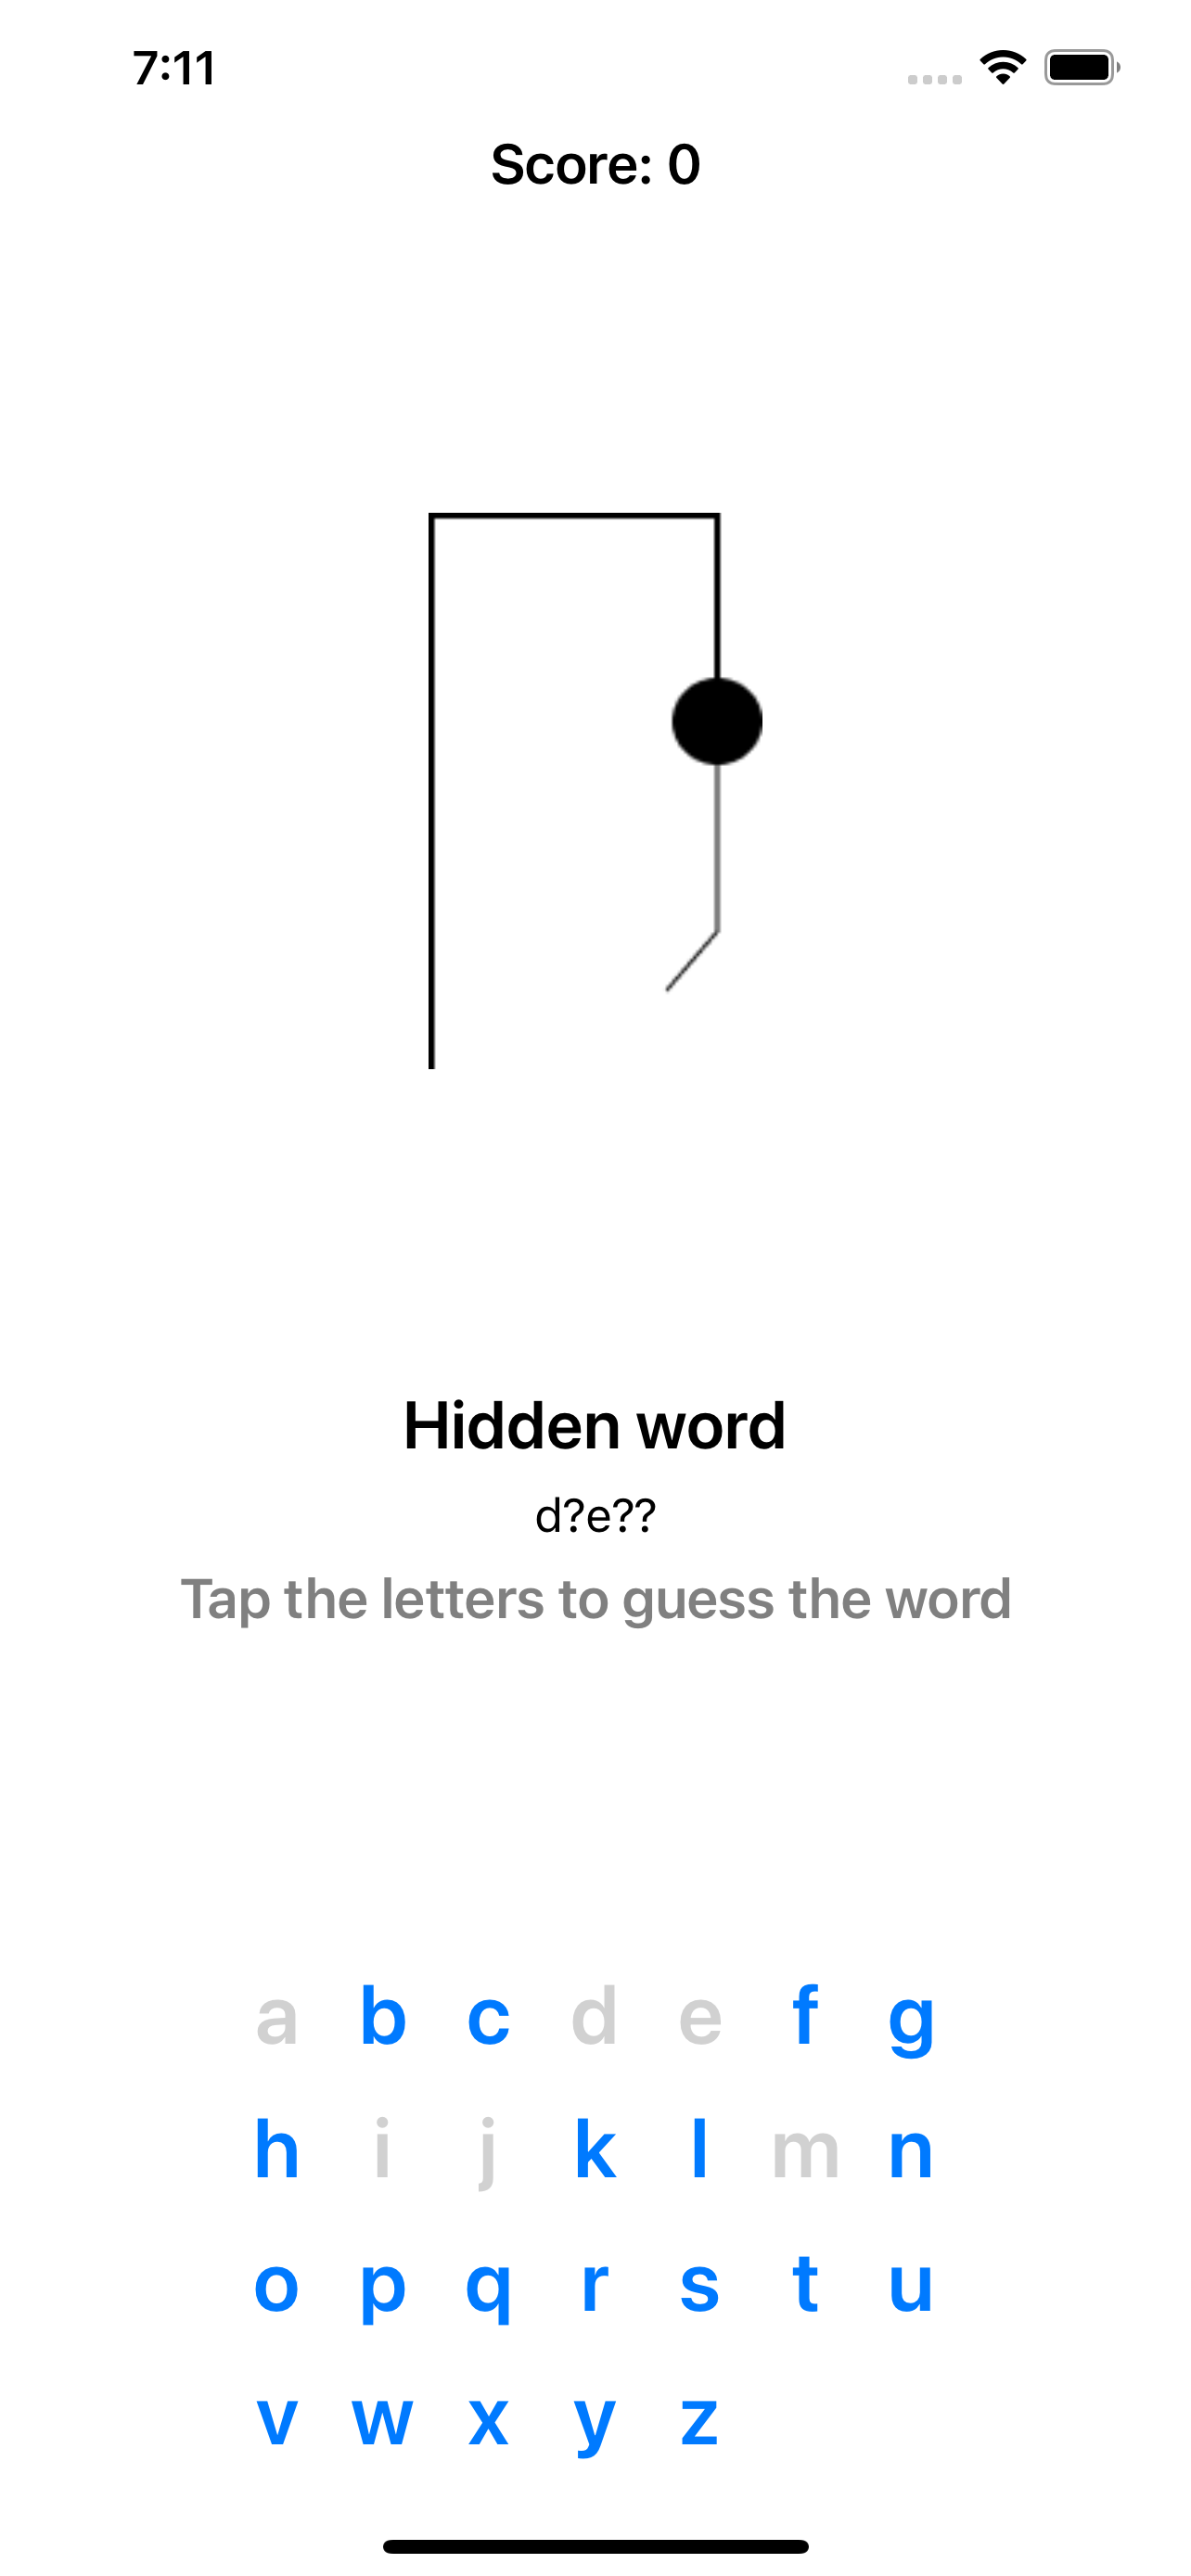 7:11
Score: 0
Hidden word
d?e??
Tap the letters to guess the word
a b c d e f g
h i j k l m n
o p q r s t u
v w x y z